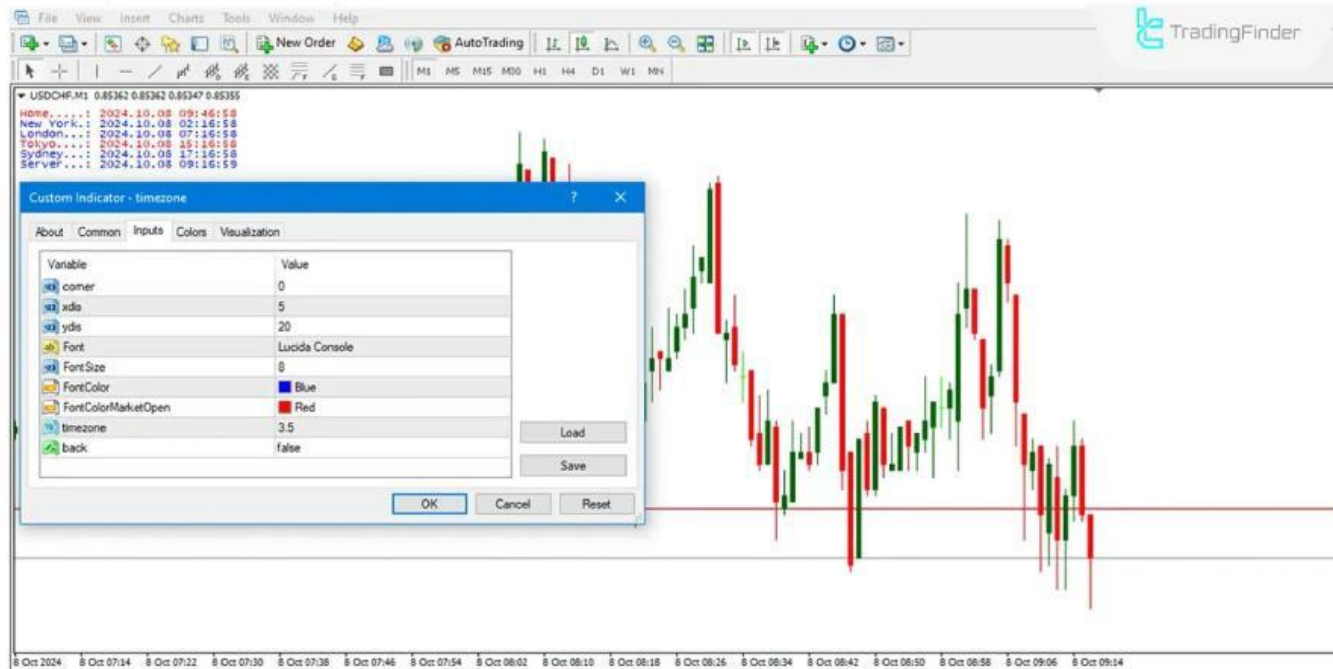 File View Insert Charts Tools Window Help
TradingFinder
New Order AutoTrading
M1 M5 M15 M30 H1 H4 D1 W1 MN
USDCHF.M1 0.85362 0.85362 0.85347 0.85355
Home.....: 2024.10.08 09:46:58
New York.: 2024.10.08 02:16:58
London...: 2024.10.08 07:16:58
Tokyo....: 2024.10.08 15:16:58
Sydney...: 2024.10.08 17:16:58
Server...: 2024.10.08 09:16:59
Custom Indicator - timezone ?
About Common Inputs Colors Visualization
Variable Value
corner 0
xdis 5
ydis 20
ab Font Lucida Console
FontSize 8
FontColor Blue
FontColorMarketOpen Red
timezone 3.5
back false
Load
Save
OK Cancel Reset
8 Oct 2024 8 Oct 07:14 8 Oct 07:22 8 Oct 07:30 8 Oct 07:38 8 Oct 07:46 8 Oct 07:54 8 Oct 08:02 8 Oct 08:10 8 Oct 08:18 8 Oct 08:26 8 Oct 08:34 8 Oct 08:42 8 Oct 08:50 8 Oct 08:58 8 Oct 09:06 8 Oct 09:14